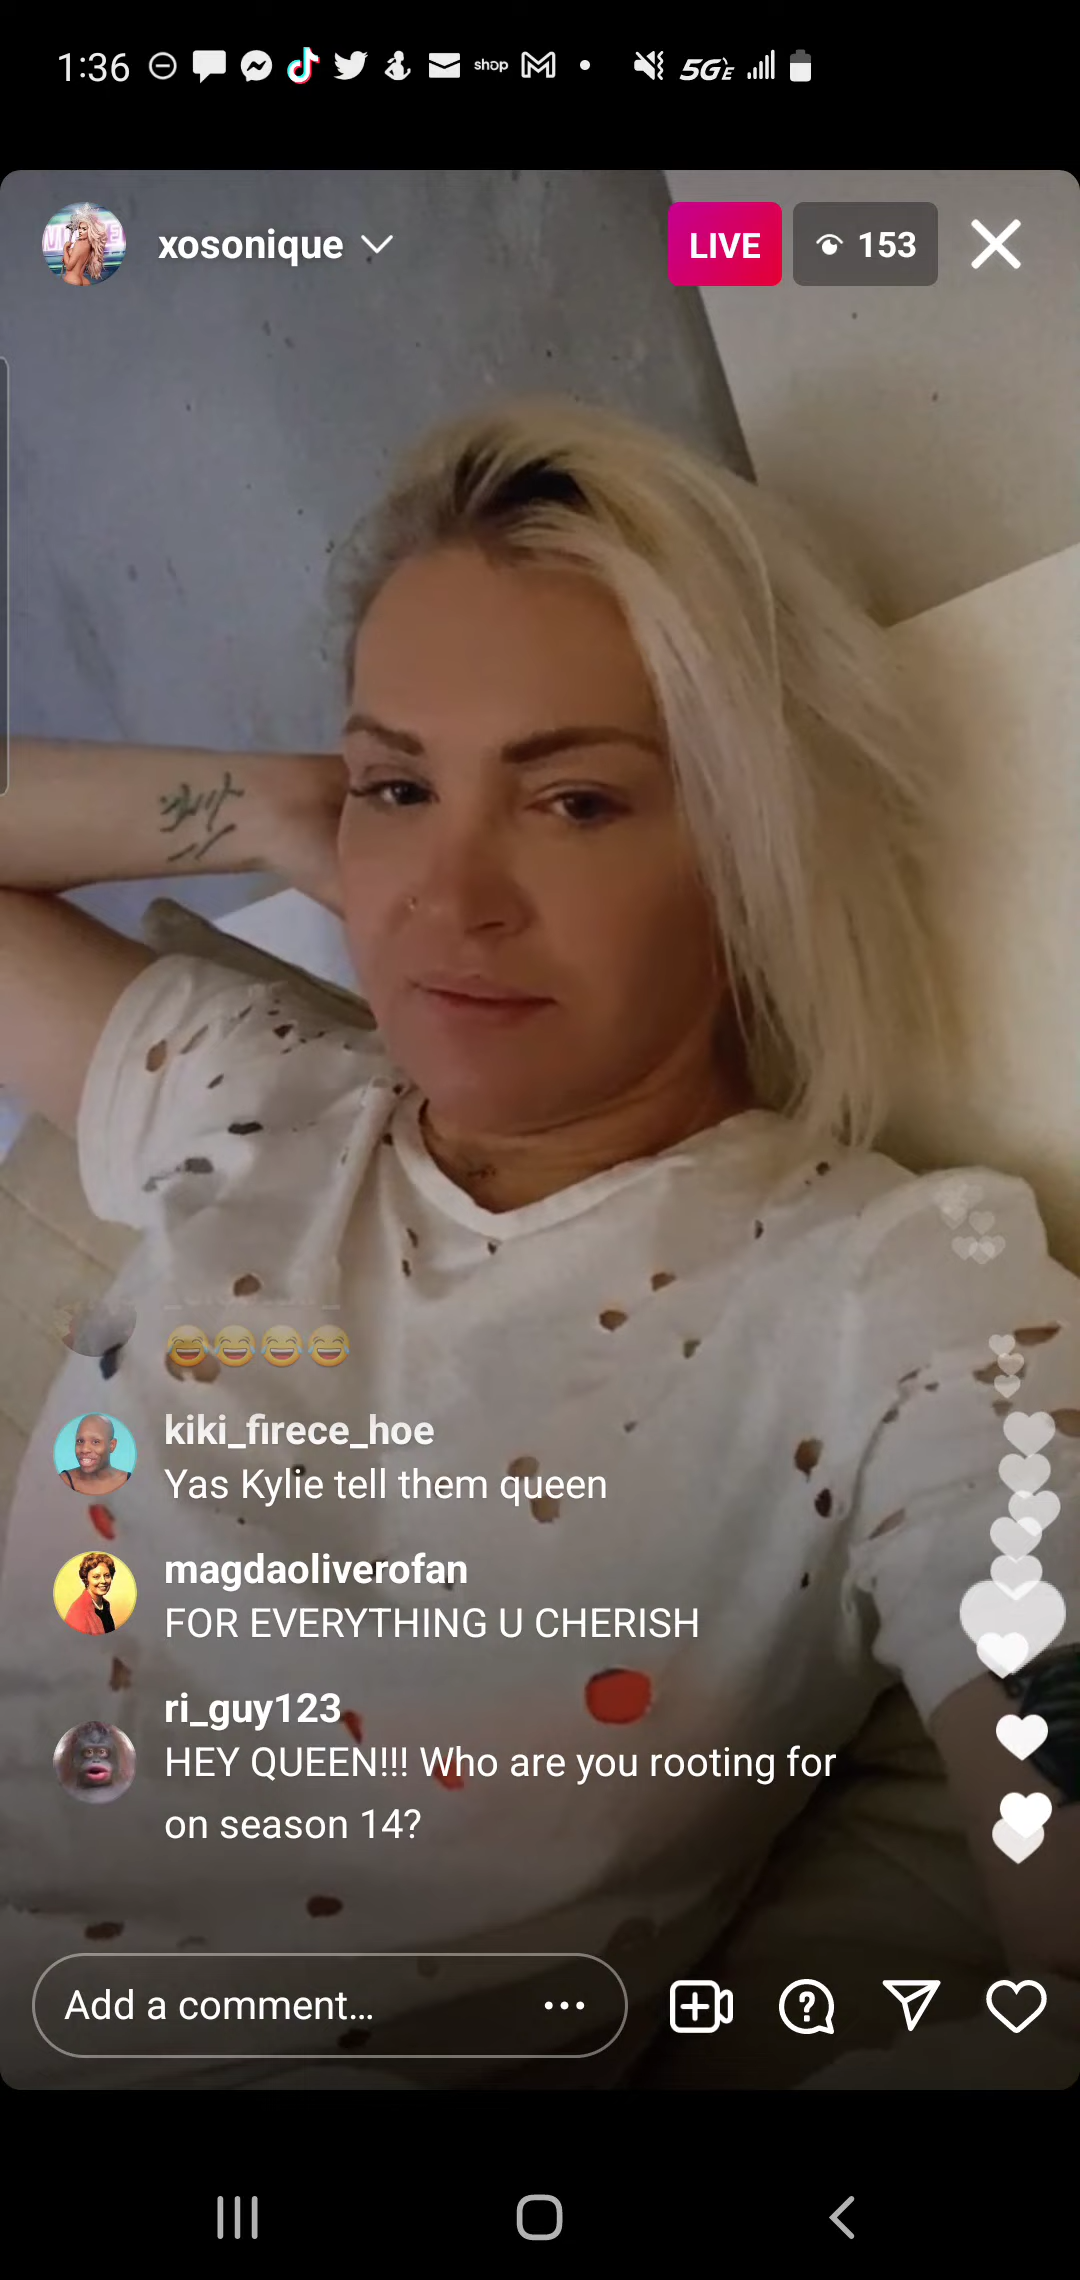 1:36 shop 5GE
xosonique LIVE 153
😂😂😂😂
kiki_firece_hoe
Yas Kylie tell them queen
magdaoliverofan
FOR EVERYTHING U CHERISH
ri_guy123
HEY QUEEN!!! Who are you rooting for
on season 14?
Add a comment...